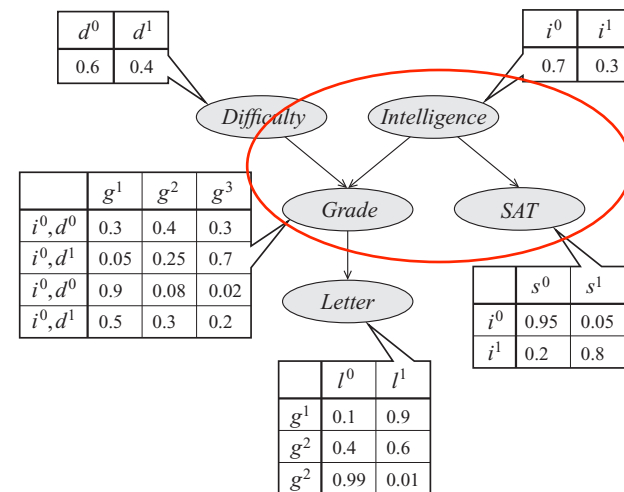 d⁰ d¹
0.6 0.4
i⁰ i¹
0.7 0.3
Difficulty
Intelligence
g¹ g² g³
i⁰,d⁰ 0.3 0.4 0.3
i⁰,d¹ 0.05 0.25 0.7
i⁰,d⁰ 0.9 0.08 0.02
i⁰,d¹ 0.5 0.3 0.2
Grade
SAT
s⁰ s¹
i⁰ 0.95 0.05
i¹ 0.2 0.8
Letter
l⁰ l¹
g¹ 0.1 0.9
g² 0.4 0.6
g² 0.99 0.01